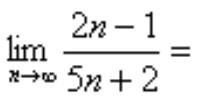 lim n→∞ (2n − 1)/(5n + 2) =